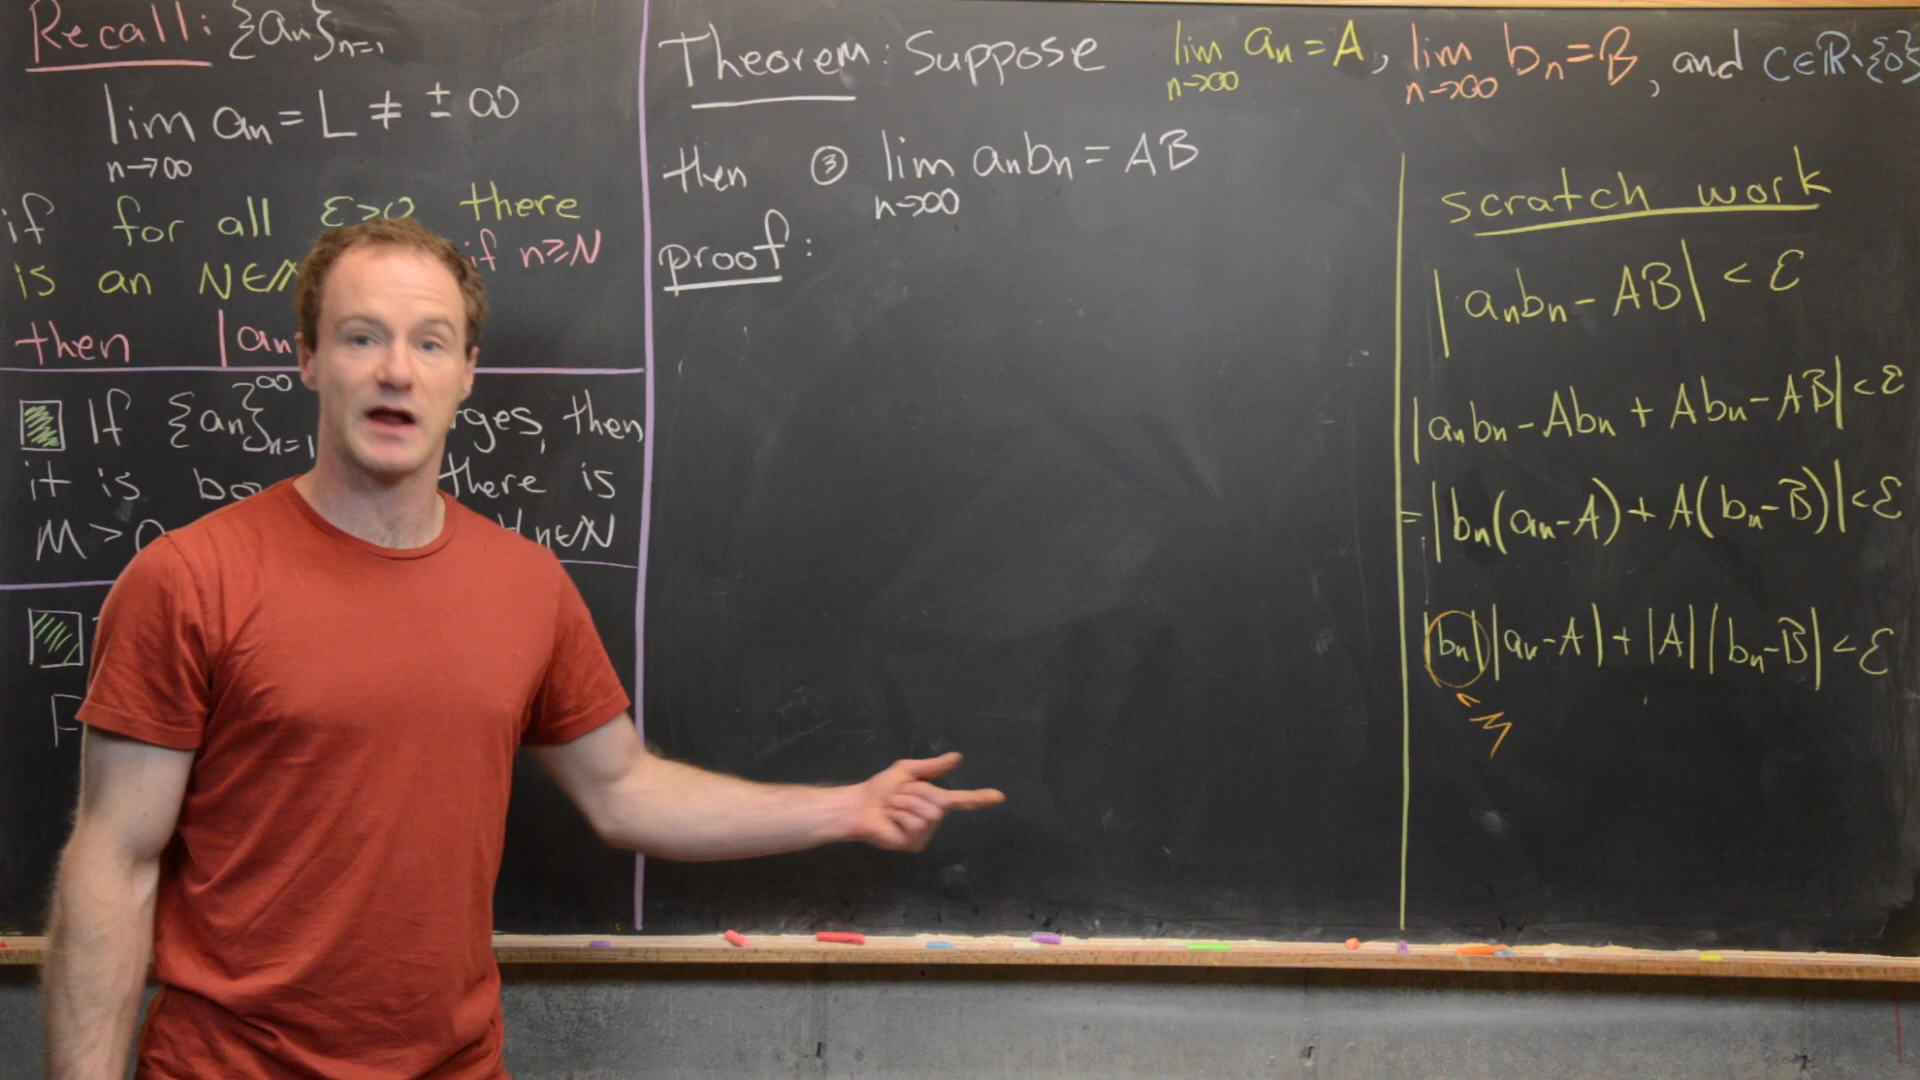 Recall: {an}n=1
lim an = L ≠ ± ∞
n→∞
if for all ε>0 there
is an N∈ if n≥N
then |an
If {an}∞n=1 rges, then
it is bo there is
M>0 ∀n∈N
Theorem: Suppose lim an = A, lim bn = B, and c∈R∖{0}
n→∞ n→∞
then ③ lim anbn = AB
n→∞
proof:
scratch work
|anbn - AB| < ε
|anbn - Abn + Abn - AB| < ε
= |bn(an-A) + A(bn-B)| < ε
|bn||an-A| + |A||bn-B| < ε
< M